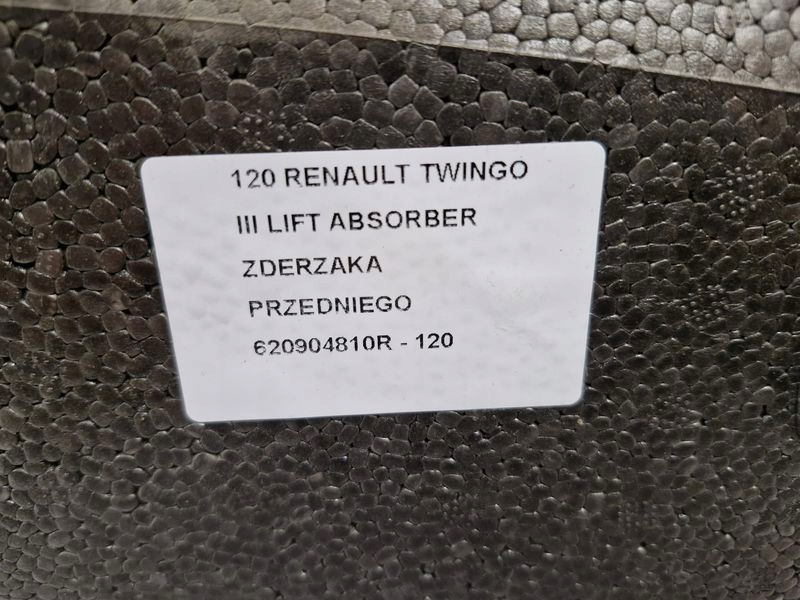 120 RENAULT TWINGO
III LIFT ABSORBER
ZDERZAKA
PRZEDNIEGO
620904810R - 120